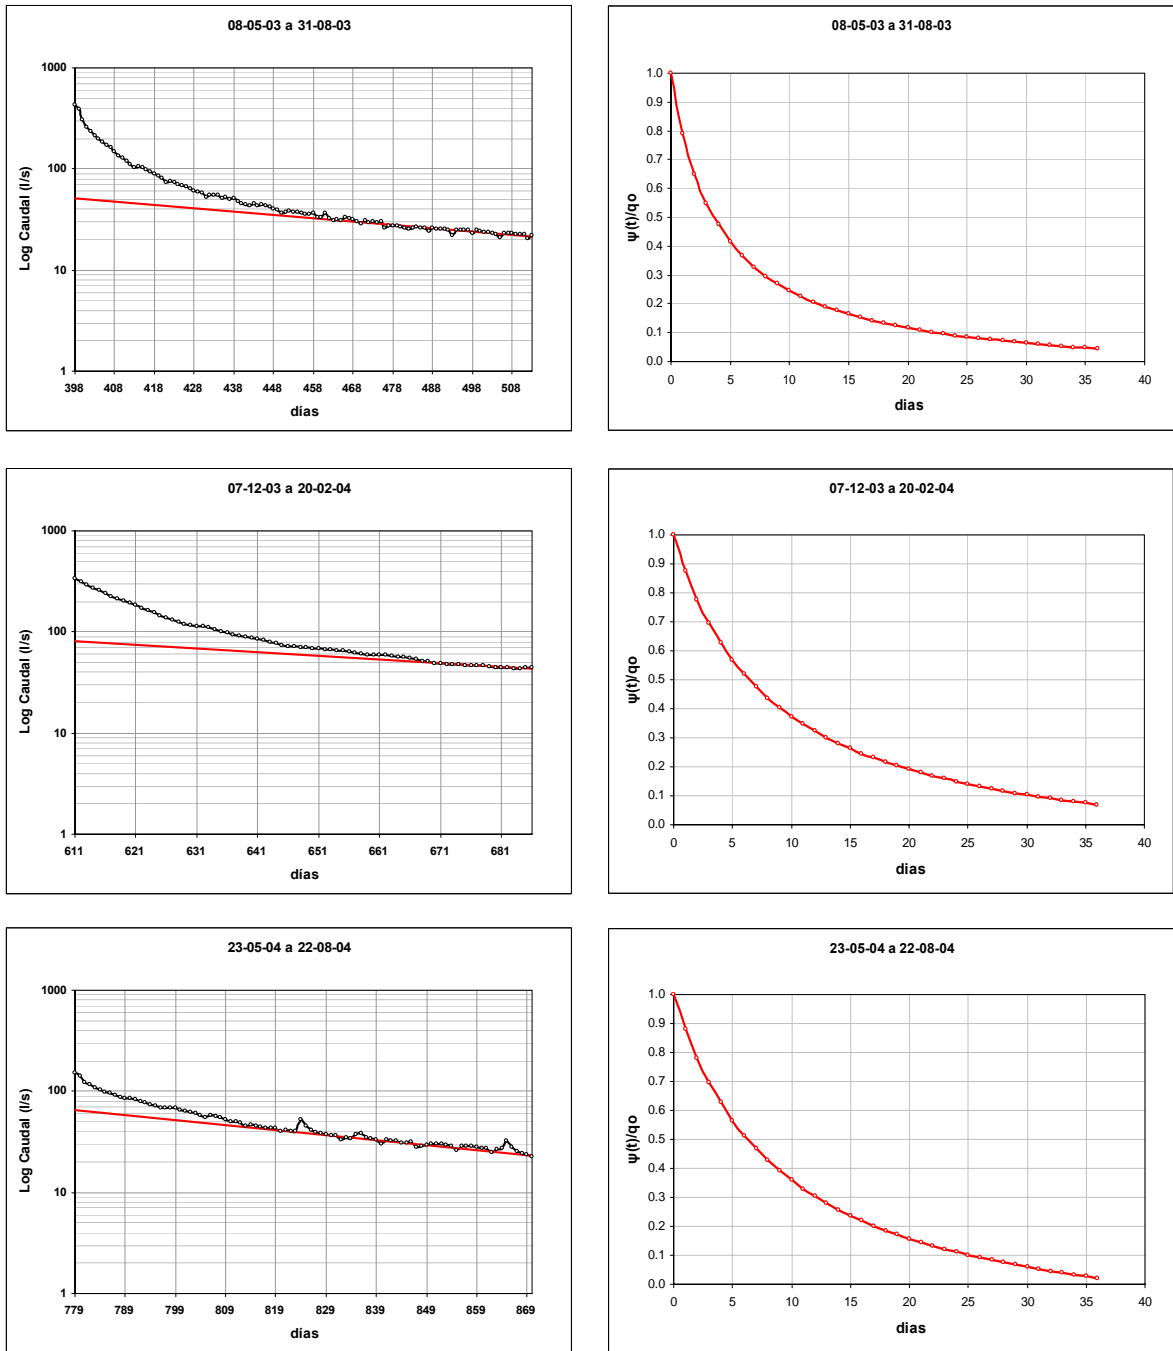 08-05-03 a 31-08-03
1000
100
10
1
Log Caudal (l/s)
398 408 418 428 438 448 458 468 478 488 498 508
días
08-05-03 a 31-08-03
1.0
0.9
0.8
0.7
0.6
0.5
0.4
0.3
0.2
0.1
0.0
ψ(t)/qo
0 5 10 15 20 25 30 35 40
dias
07-12-03 a 20-02-04
1000
100
10
1
Log Caudal (l/s)
611 621 631 641 651 661 671 681
días
07-12-03 a 20-02-04
1.0
0.9
0.8
0.7
0.6
0.5
0.4
0.3
0.2
0.1
0.0
ψ(t)/qo
0 5 10 15 20 25 30 35 40
dias
23-05-04 a 22-08-04
1000
100
10
1
Log Caudal (l/s)
779 789 799 809 819 829 839 849 859 869
días
23-05-04 a 22-08-04
1.0
0.9
0.8
0.7
0.6
0.5
0.4
0.3
0.2
0.1
0.0
ψ(t)/qo
0 5 10 15 20 25 30 35 40
dias